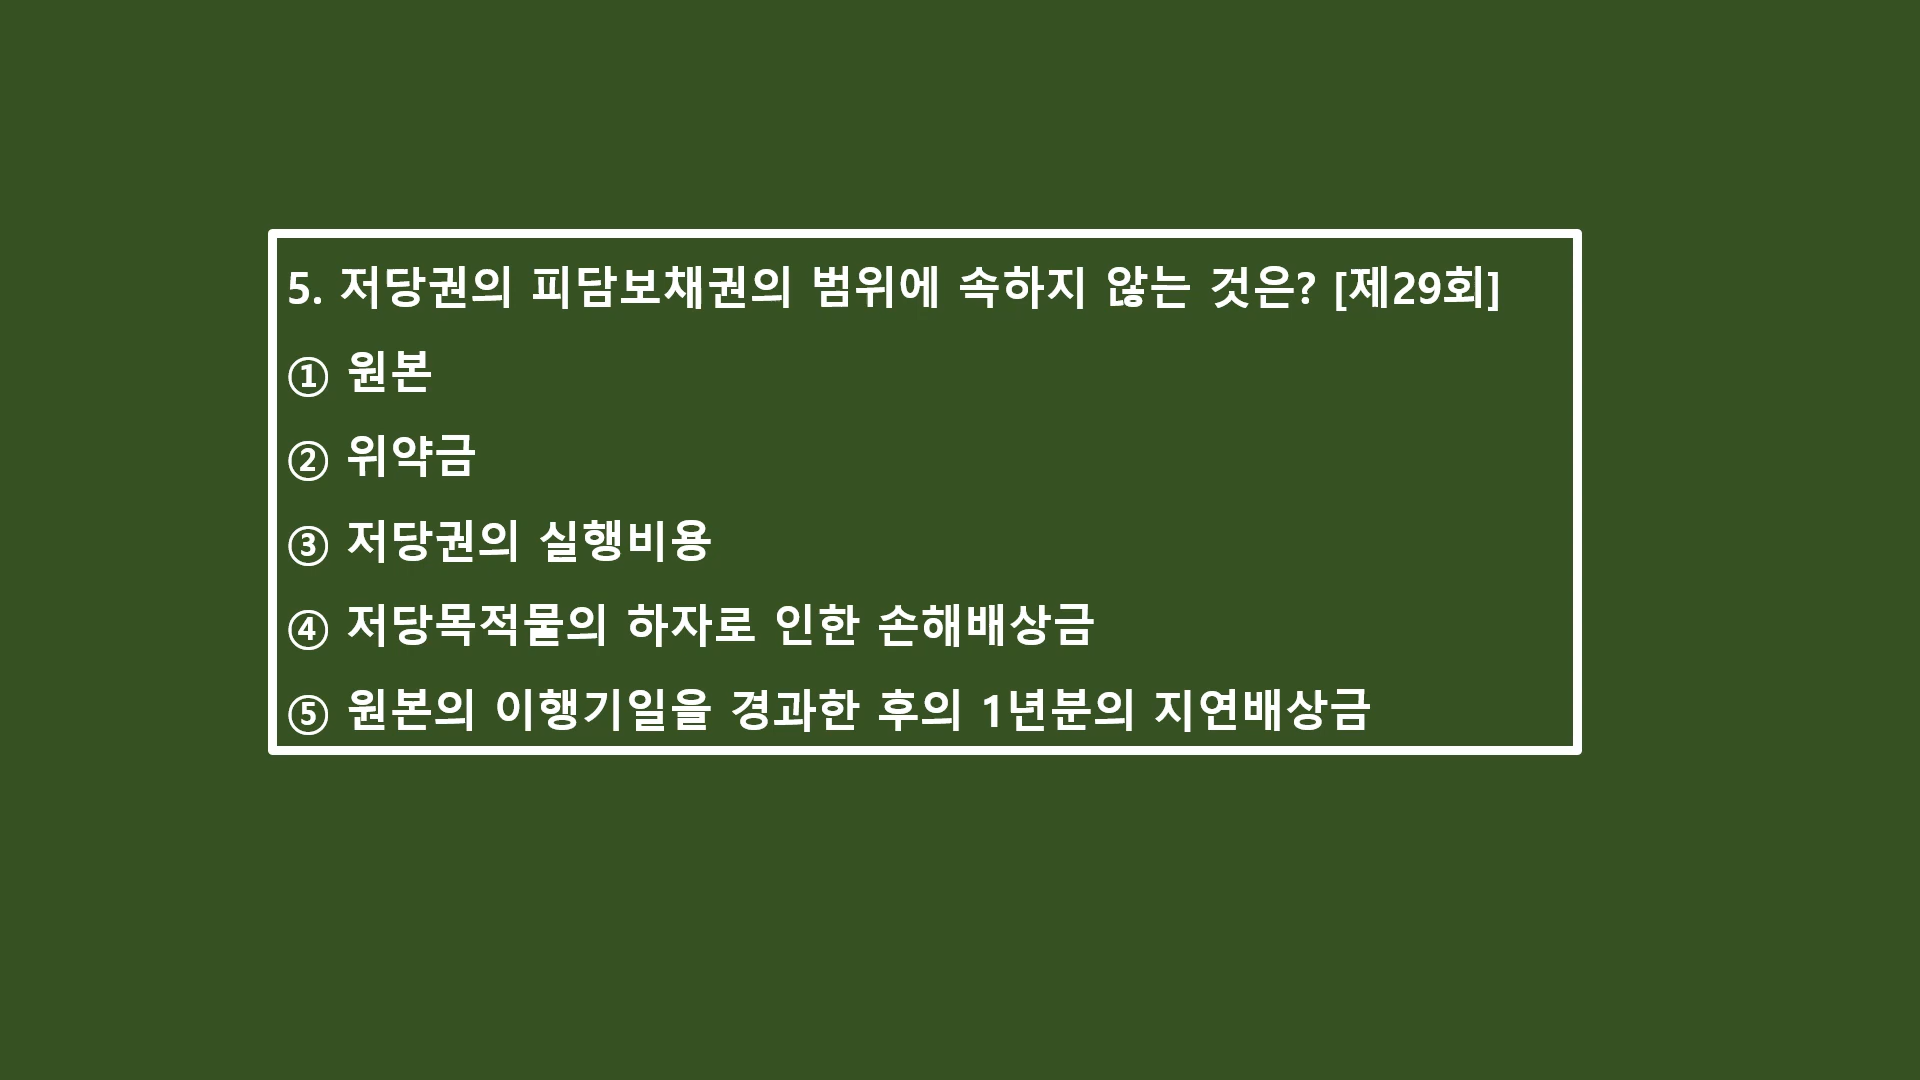 5. 저당권의 피담보채권의 범위에 속하지 않는 것은? [제29회]
① 원본
② 위약금
③ 저당권의 실행비용
④ 저당목적물의 하자로 인한 손해배상금
⑤ 원본의 이행기일을 경과한 후의 1년분의 지연배상금